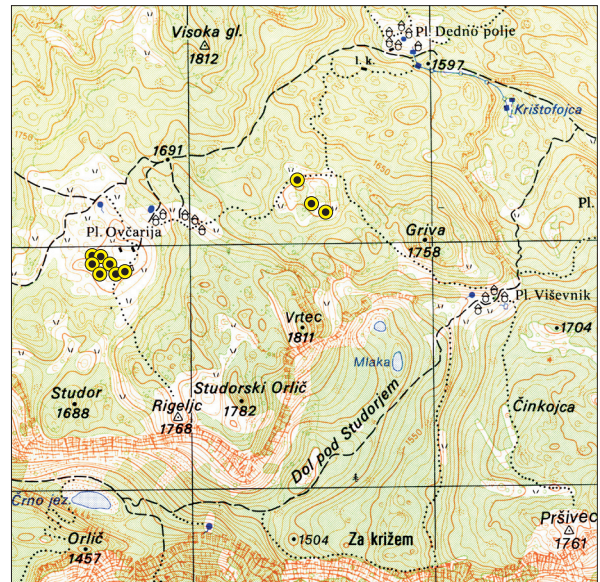 Visoka gl.
1812
Pl. Dedno polje
l. k.
1597
Krištofojca
1750
1691
1650
Pl.
Pl. Ovčarija
Griva
1758
Pl. Viševnik
Vrtec
1811
1704
Mlaka
Studor
1688
Studorski Orlič
1782
Rigeljc
1768
Činkojca
Dol pod Studorjem
1550
Črno jez.
Pršivec
1761
Orlič
1457
1504
Za križem